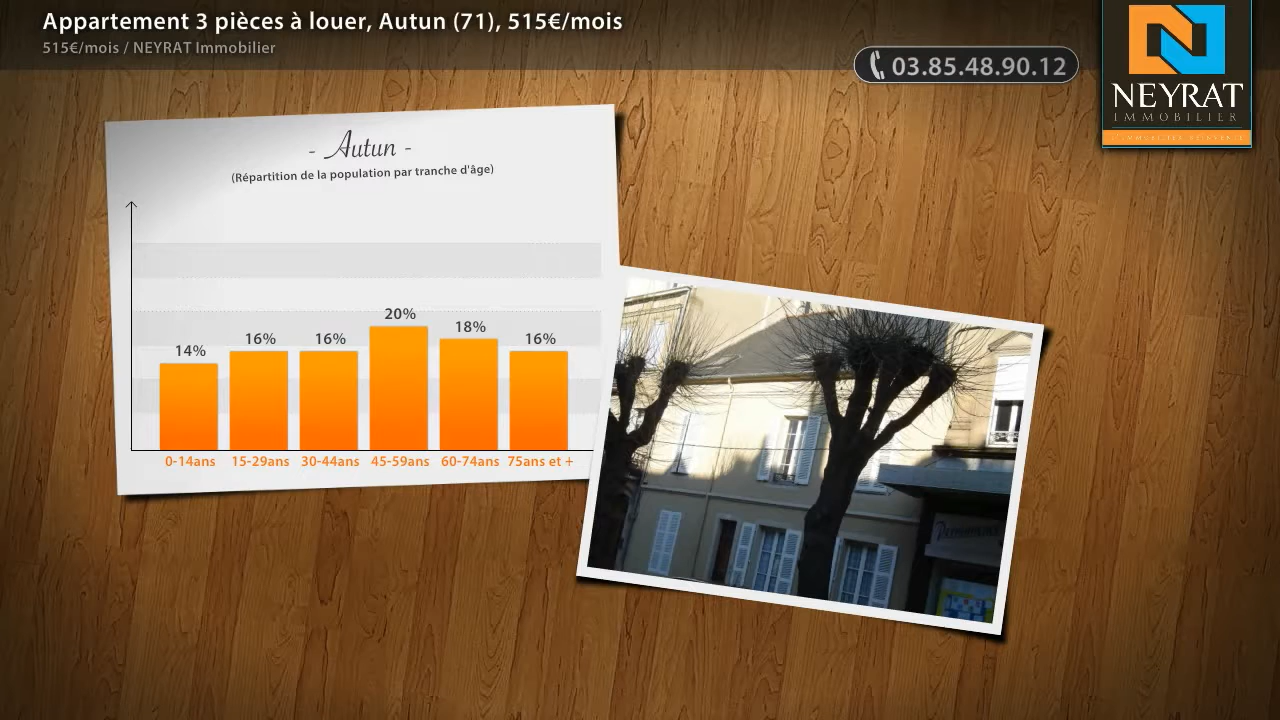 Appartement 3 pièces à louer, Autun (71), 515€/mois
515€/mois / NEYRAT Immobilier
03.85.48.90.12
NEYRAT
IMMOBILIER
- Autun -
(Répartition de la population par tranche d'âge)
14%
16%
16%
20%
18%
16%
0-14ans
15-29ans
30-44ans
45-59ans
60-74ans
75ans et +